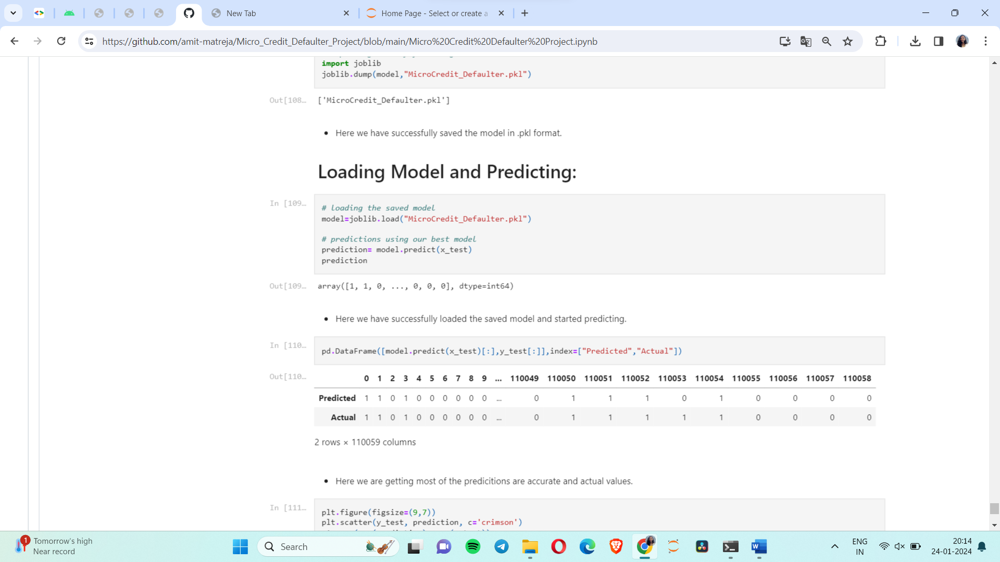 New Tab
Home Page - Select or create a
https://github.com/amit-matreja/Micro_Credit_Defaulter_Project/blob/main/Micro%20Credit%20Defaulter%20Project.ipynb
import joblib
joblib.dump(model,"MicroCredit_Defaulter.pkl")
Out[108… ['MicroCredit_Defaulter.pkl']
• Here we have successfully saved the model in .pkl format.
Loading Model and Predicting:
In [109…
# loading the saved model
model=joblib.load("MicroCredit_Defaulter.pkl")
# predictions using our best model
prediction= model.predict(x_test)
prediction
Out[109… array([1, 1, 0, ..., 0, 0, 0], dtype=int64)
• Here we have successfully loaded the saved model and started predicting.
In [110…
pd.DataFrame([model.predict(x_test)[:],y_test[:]],index=["Predicted","Actual"])
Out[110…
0 1 2 3 4 5 6 7 8 9 ... 110049 110050 110051 110052 110053 110054 110055 110056 110057 110058
Predicted 1 1 0 1 0 0 0 0 0 0 ... 0 1 1 1 0 1 0 0 0 0
Actual 1 1 0 1 0 0 0 0 0 0 ... 0 1 1 1 1 1 0 0 0 0
2 rows × 110059 columns
• Here we are getting most of the predicitions are accurate and actual values.
In [111…
plt.figure(figsize=(9,7))
plt.scatter(y_test, prediction, c='crimson')
1
Tomorrow's high
Near record
Search
ENG
IN
20:14
24-01-2024